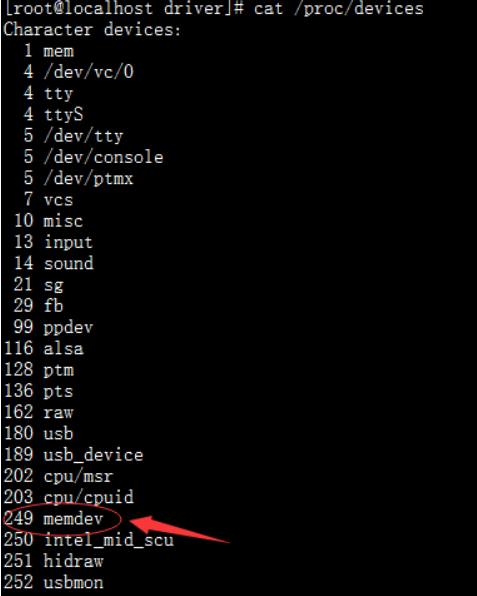 [root@localhost driver]# cat /proc/devices
Character devices:
1 mem
4 /dev/vc/0
4 tty
4 ttyS
5 /dev/tty
5 /dev/console
5 /dev/ptmx
7 vcs
10 misc
13 input
14 sound
21 sg
29 fb
99 ppdev
116 alsa
128 ptm
136 pts
162 raw
180 usb
189 usb_device
202 cpu/msr
203 cpu/cpuid
249 memdev
250 intel_mid_scu
251 hidraw
252 usbmon